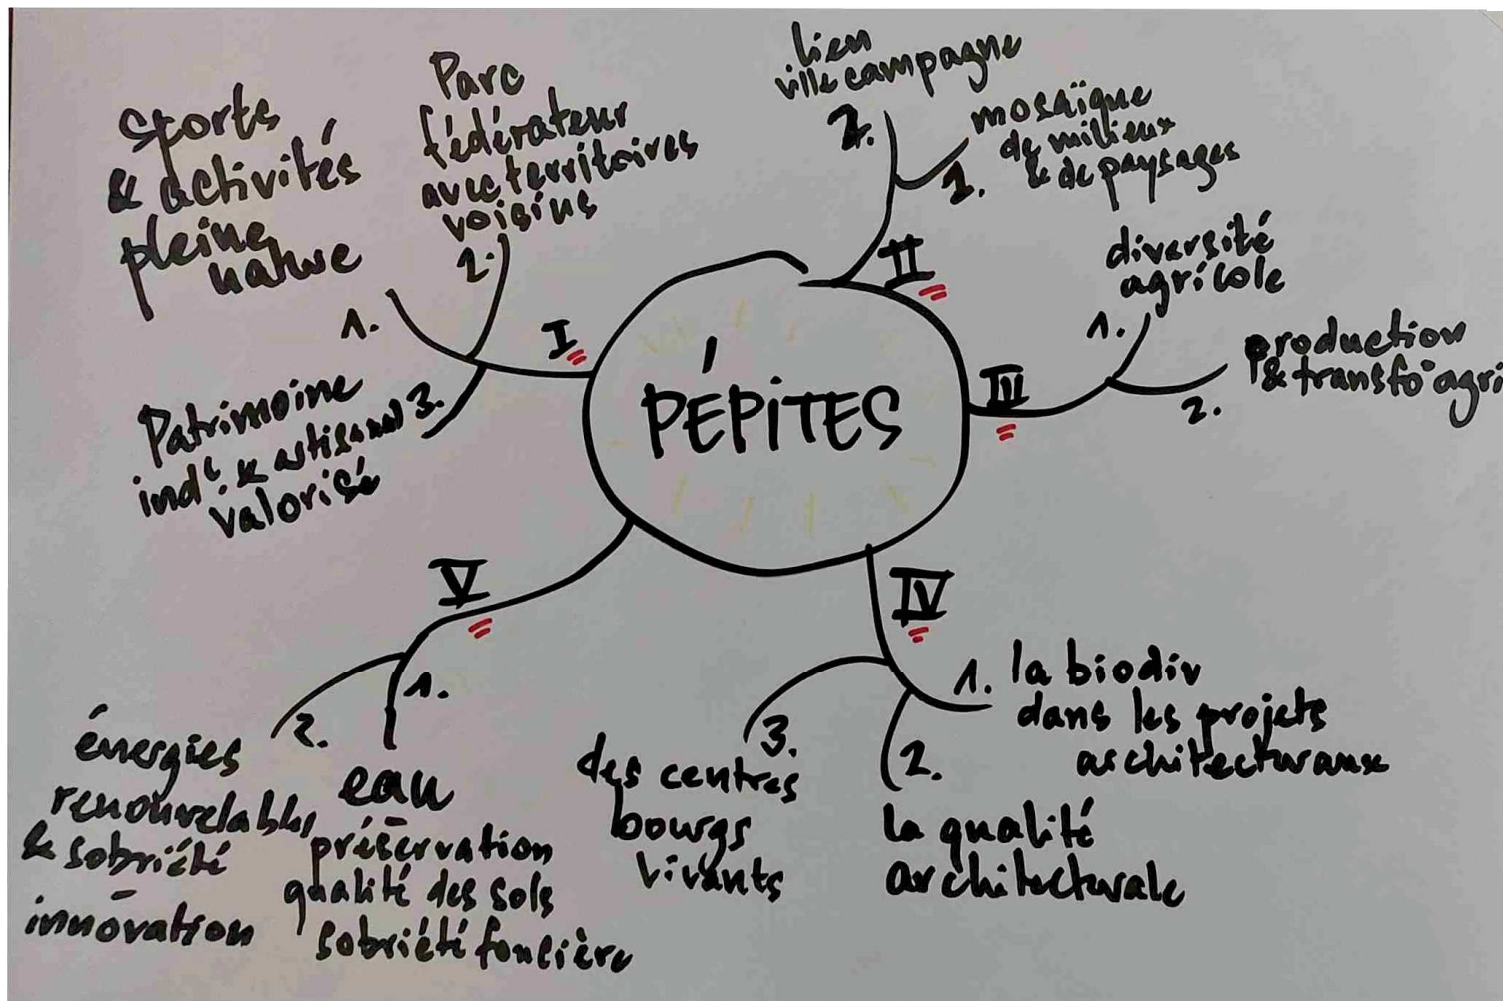 PÉPITES
I
1.
sports
& activités
pleine
nature
2.
Parc
fédérateur
avec territoires
voisins
3.
Patrimoine
indˡ & artisanal
valorisé
II
1.
mosaïque
de milieux
& de paysages
2.
lien
ville campagne
III
1.
diversité
agricole
2.
production
& transfo° agri
IV
1.
la biodiv
dans les projets
architecturaux
2.
la qualité
architecturale
3.
des centres
bourgs
vivants
V
1.
eau
préservation
qualité des sols
sobriété foncière
2.
énergies
renouvelables
& sobriété
innovation